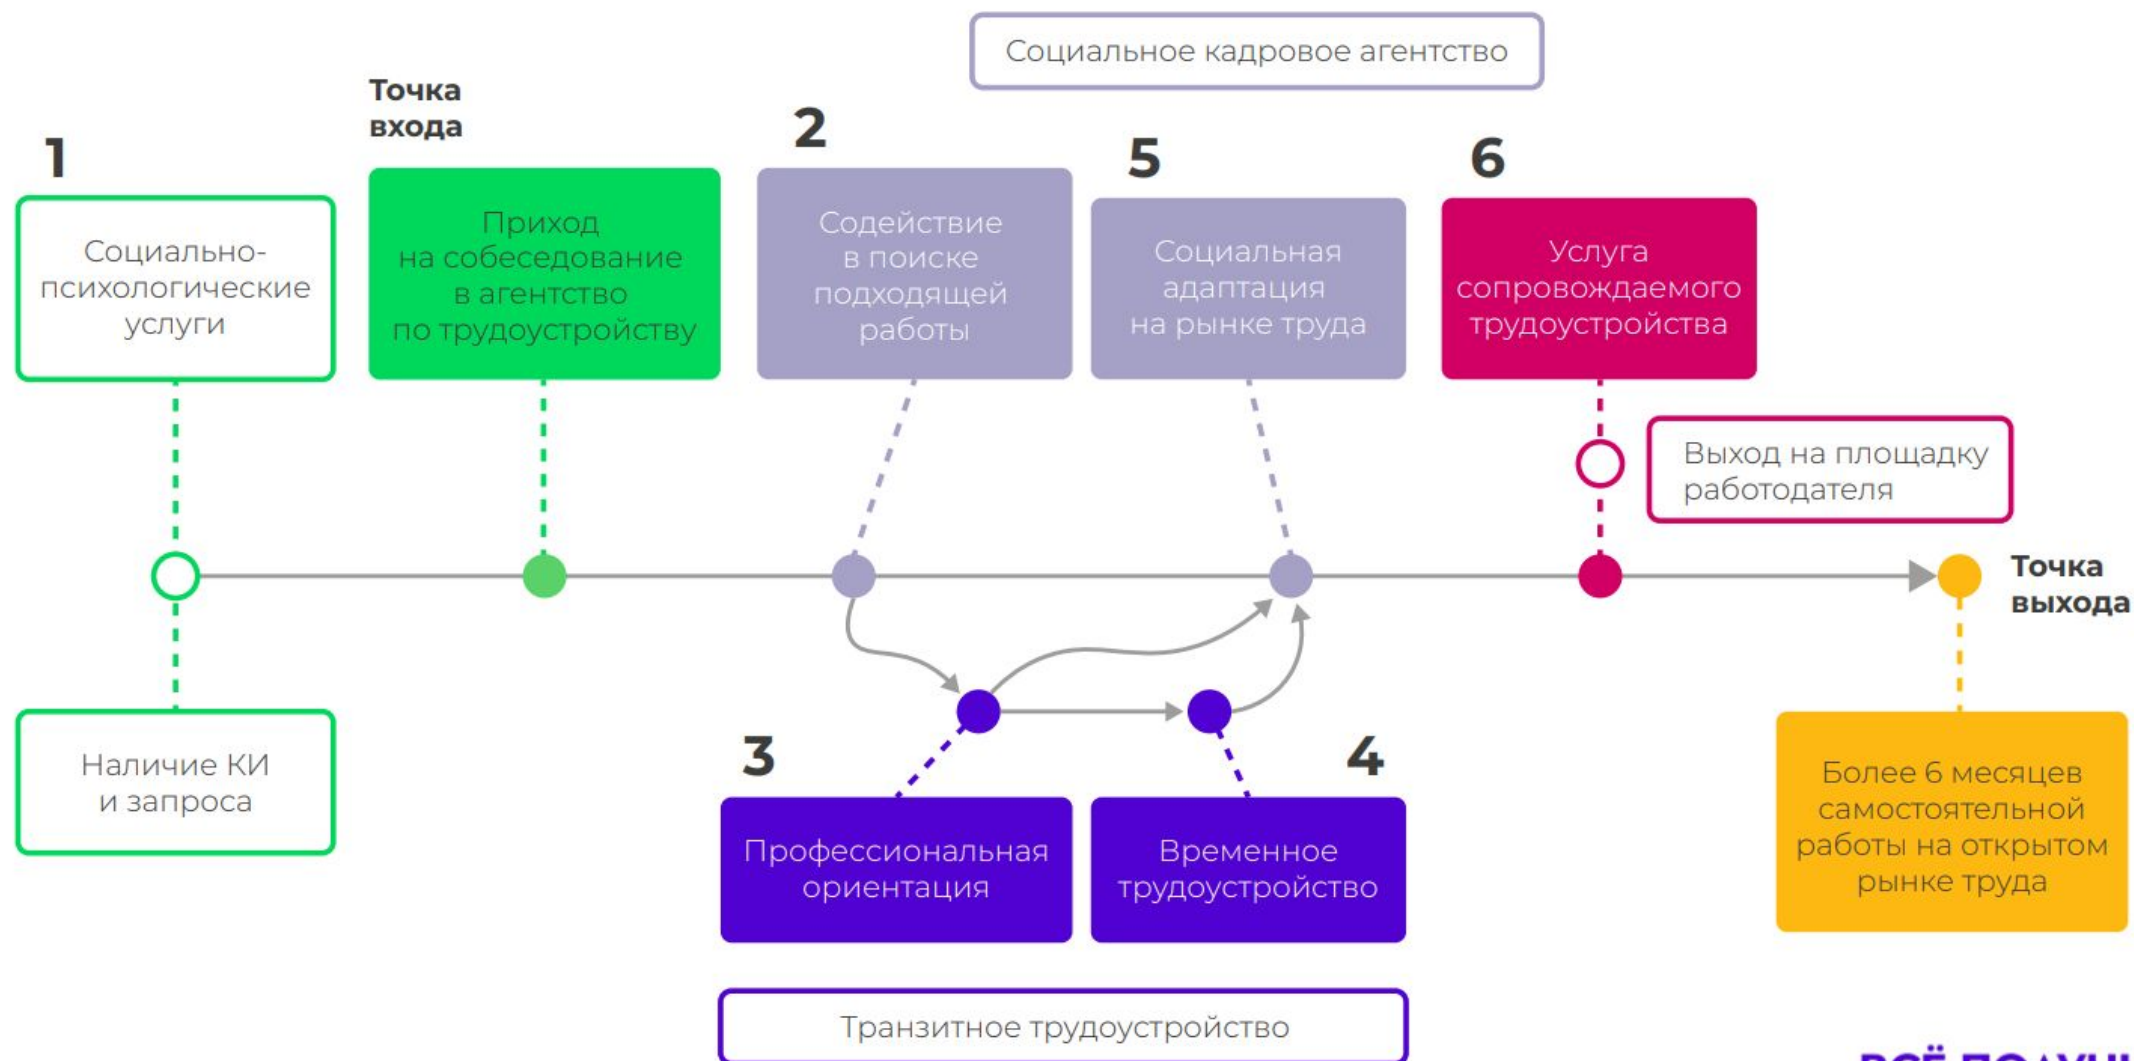 Социальное кадровое агентство
Точка
входа
1
Социально-
психологические
услуги
Приход
на собеседование
в агентство
по трудоустройству
2
Содействие
в поиске
подходящей
работы
5
Социальная
адаптация
на рынке труда
6
Услуга
сопровождаемого
трудоустройства
Выход на площадку
работодателя
Точка
выхода
Наличие КИ
и запроса
3
Профессиональная
ориентация
4
Временное
трудоустройство
Более 6 месяцев
самостоятельной
работы на открытом
рынке труда
Транзитное трудоустройство